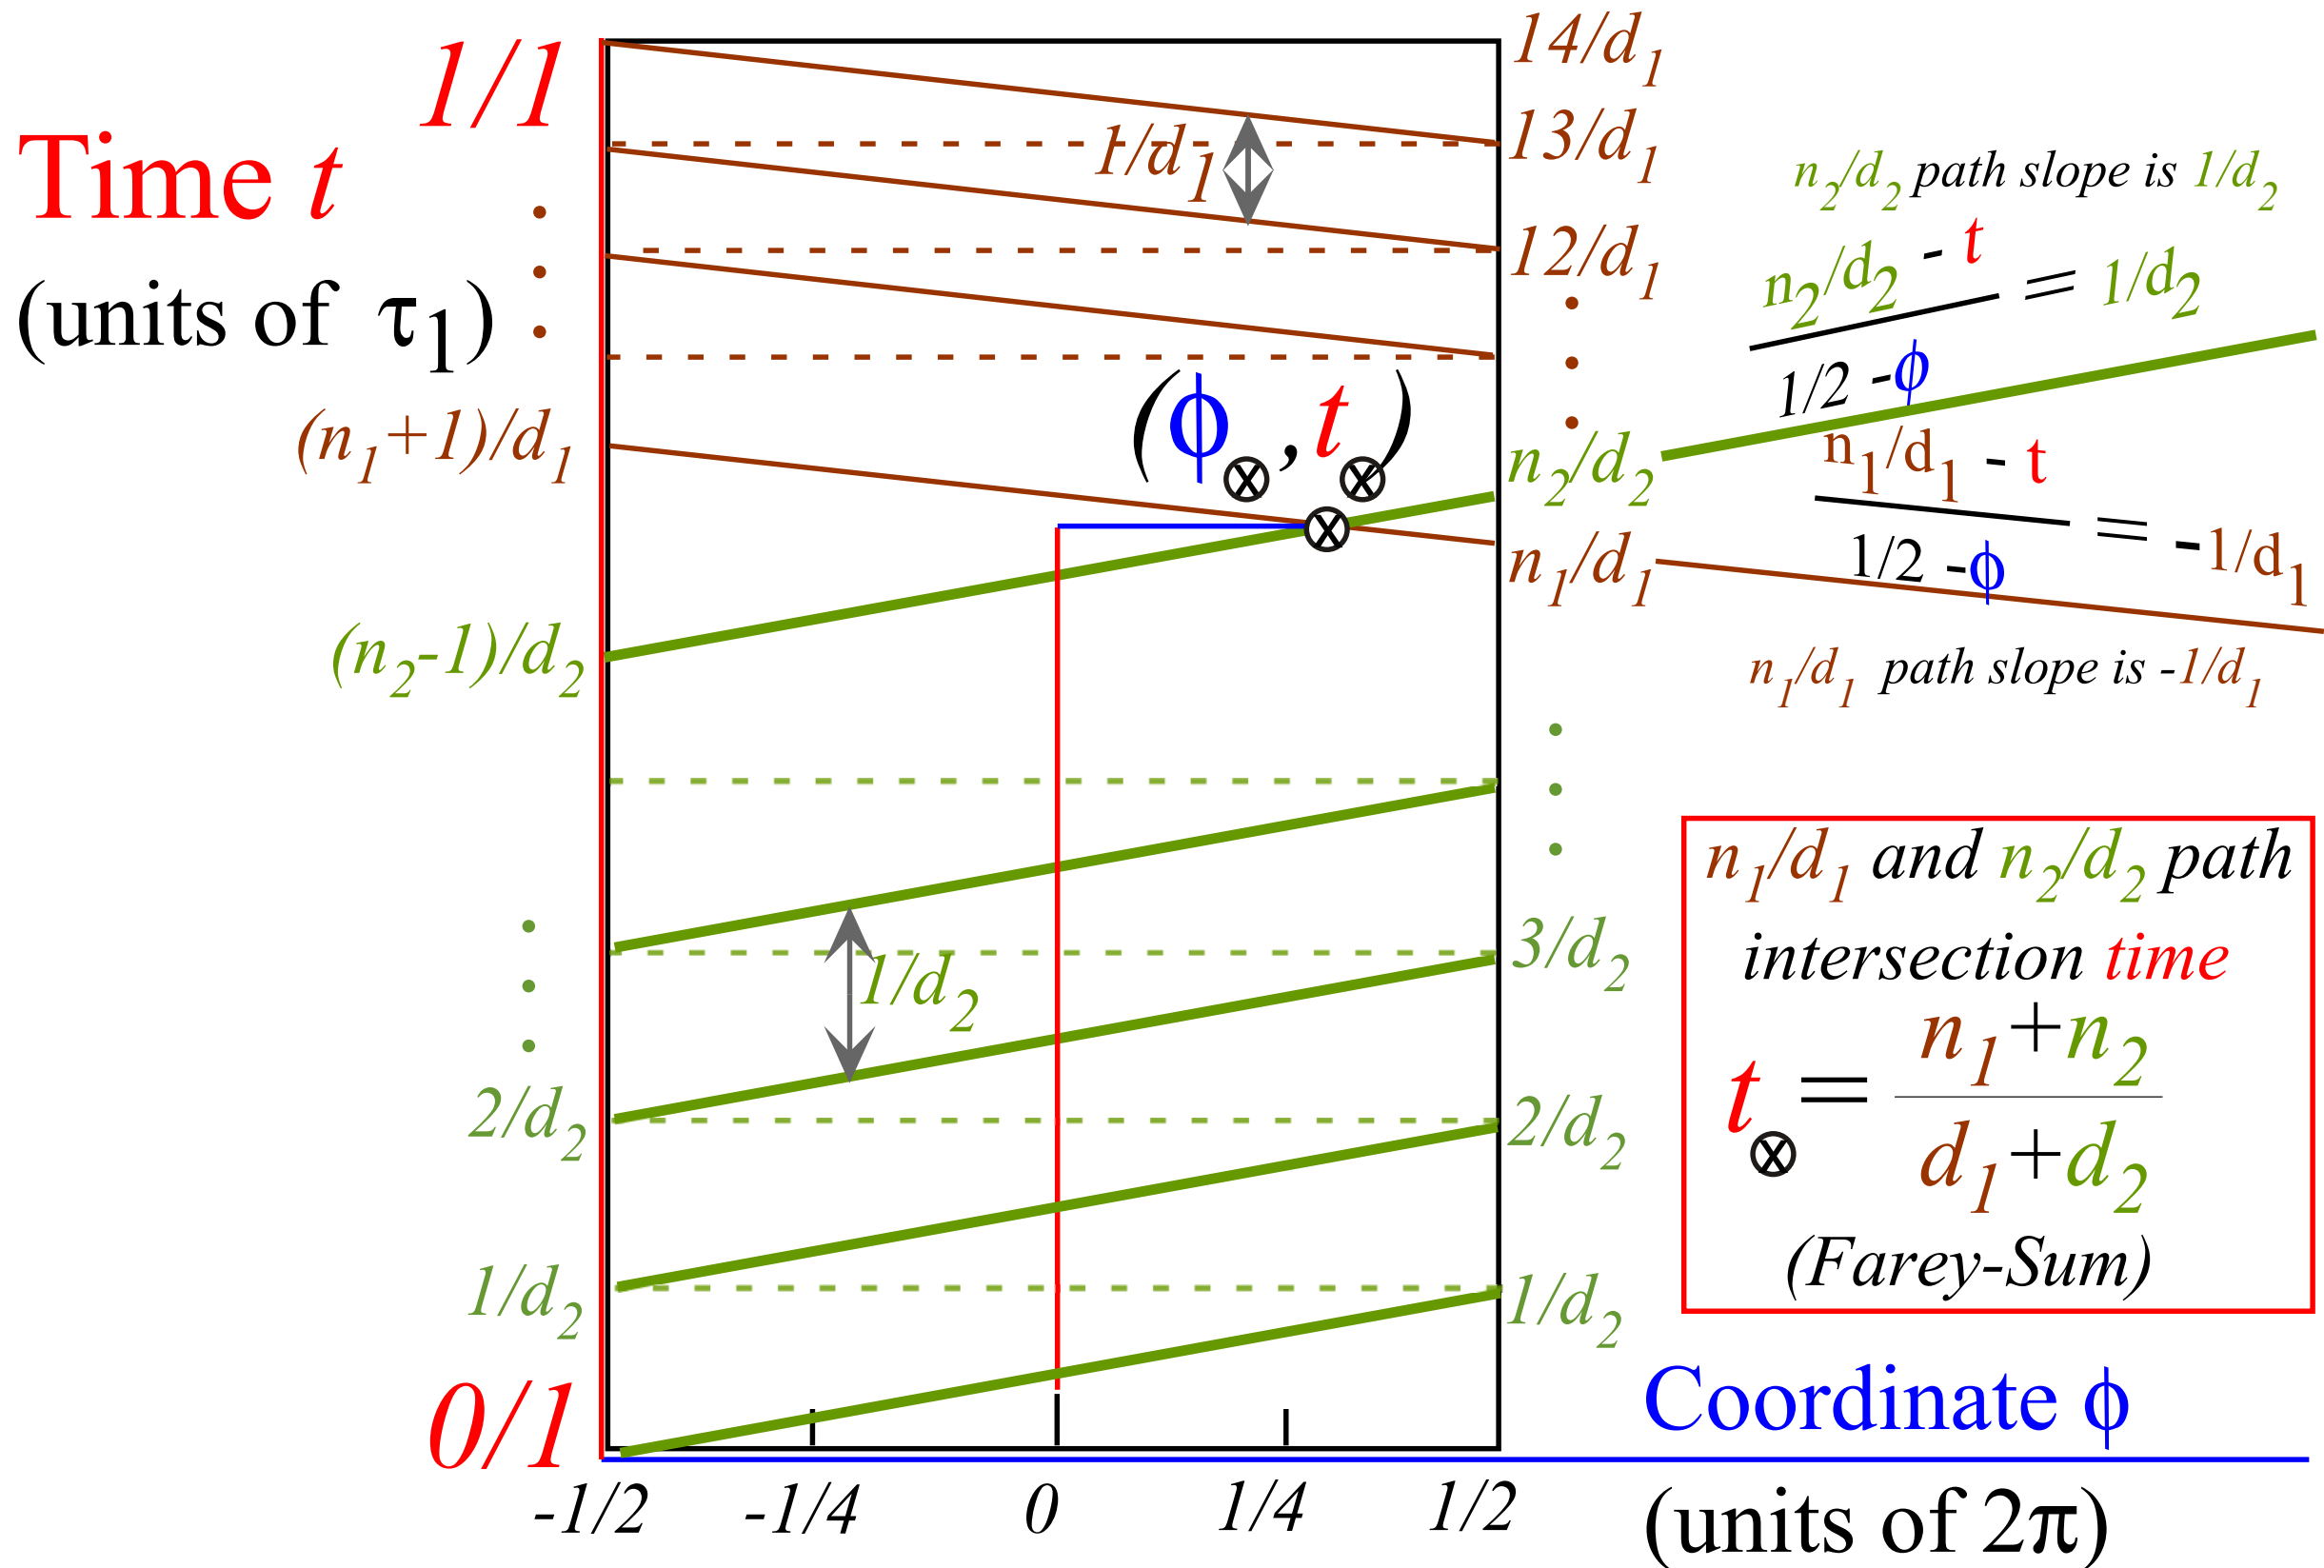 Time t
(units of τ1)
1/1
(n1+1)/d1
(n2-1)/d2
2/d2
1/d2
0/1
1/d1
(ϕ⊗, t⊗)
1/d2
14/d1
13/d1
12/d1
n2/d2
n1/d1
3/d2
2/d2
1/d2
n2/d2 path slope is 1/d2
n2/d2 - t
= 1/d2
1/2 -ϕ
n1/d1 - t
= -1/d1
1/2 -ϕ
n1/d1 path slope is -1/d1
n1/d1 and n2/d2 path
intersection time
n1+n2
t⊗ =
d1+d2
(Farey-Sum)
Coordinate ϕ
(units of 2π)
-1/2 -1/4 0 1/4 1/2